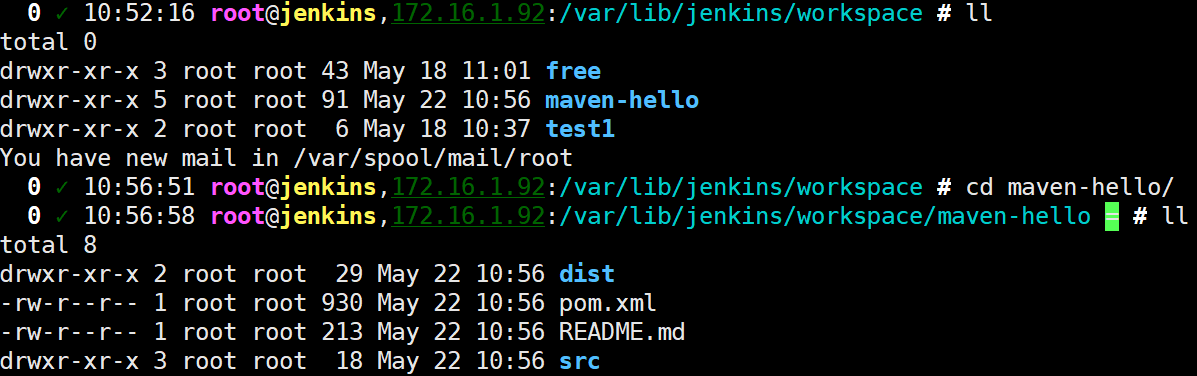 0 ✓ 10:52:16 root@jenkins,172.16.1.92:/var/lib/jenkins/workspace # ll
total 0
drwxr-xr-x 3 root root 43 May 18 11:01 free
drwxr-xr-x 5 root root 91 May 22 10:56 maven-hello
drwxr-xr-x 2 root root  6 May 18 10:37 test1
You have new mail in /var/spool/mail/root
0 ✓ 10:56:51 root@jenkins,172.16.1.92:/var/lib/jenkins/workspace # cd maven-hello/
0 ✓ 10:56:58 root@jenkins,172.16.1.92:/var/lib/jenkins/workspace/maven-hello = # ll
total 8
drwxr-xr-x 2 root root  29 May 22 10:56 dist
-rw-r--r-- 1 root root 930 May 22 10:56 pom.xml
-rw-r--r-- 1 root root 213 May 22 10:56 README.md
drwxr-xr-x 3 root root  18 May 22 10:56 src